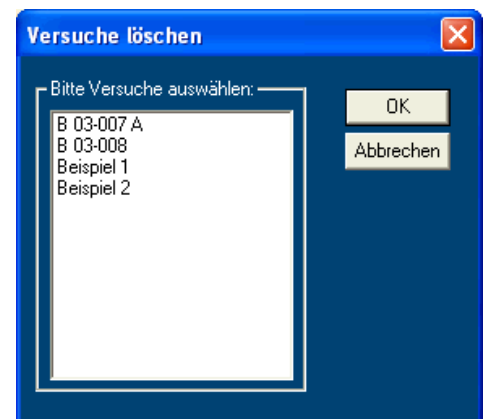 Versuche löschen
Bitte Versuche auswählen:
B 03-007 A
B 03-008
Beispiel 1
Beispiel 2
OK
Abbrechen